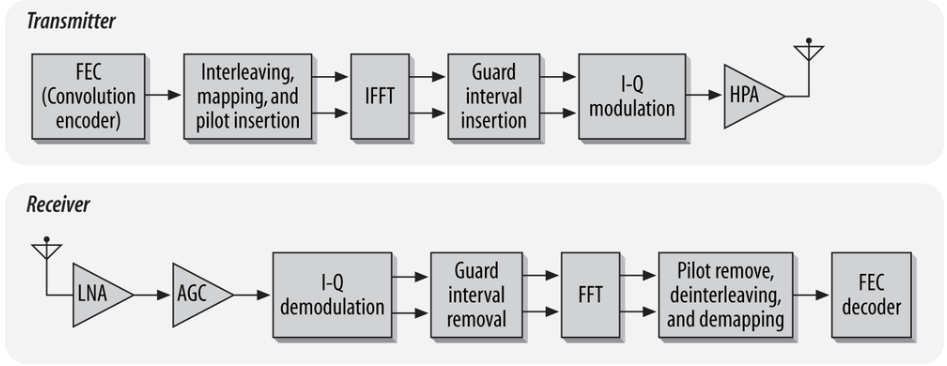 Transmitter
FEC
(Convolution
encoder)
Interleaving,
mapping, and
pilot insertion
IFFT
Guard
interval
insertion
I-Q
modulation
HPA
Receiver
LNA
AGC
I-Q
demodulation
Guard
interval
removal
FFT
Pilot remove,
deinterleaving,
and demapping
FEC
decoder